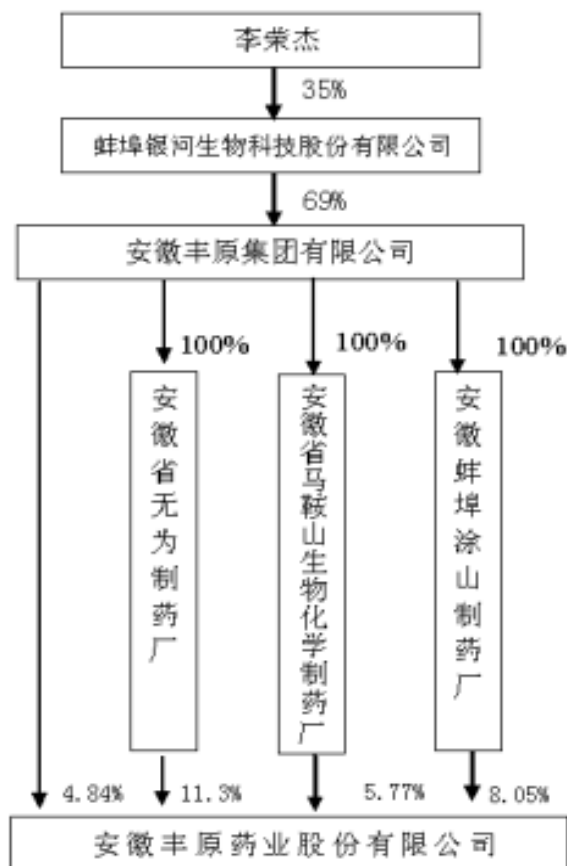 李荣杰
35%
蚌埠银河生物科技股份有限公司
69%
安徽丰原集团有限公司
100%
100%
100%
安徽省无为制药厂
安徽省马鞍山生物化学制药厂
安徽蚌埠涂山制药厂
4.84%
11.3%
5.77%
8.05%
安徽丰原药业股份有限公司